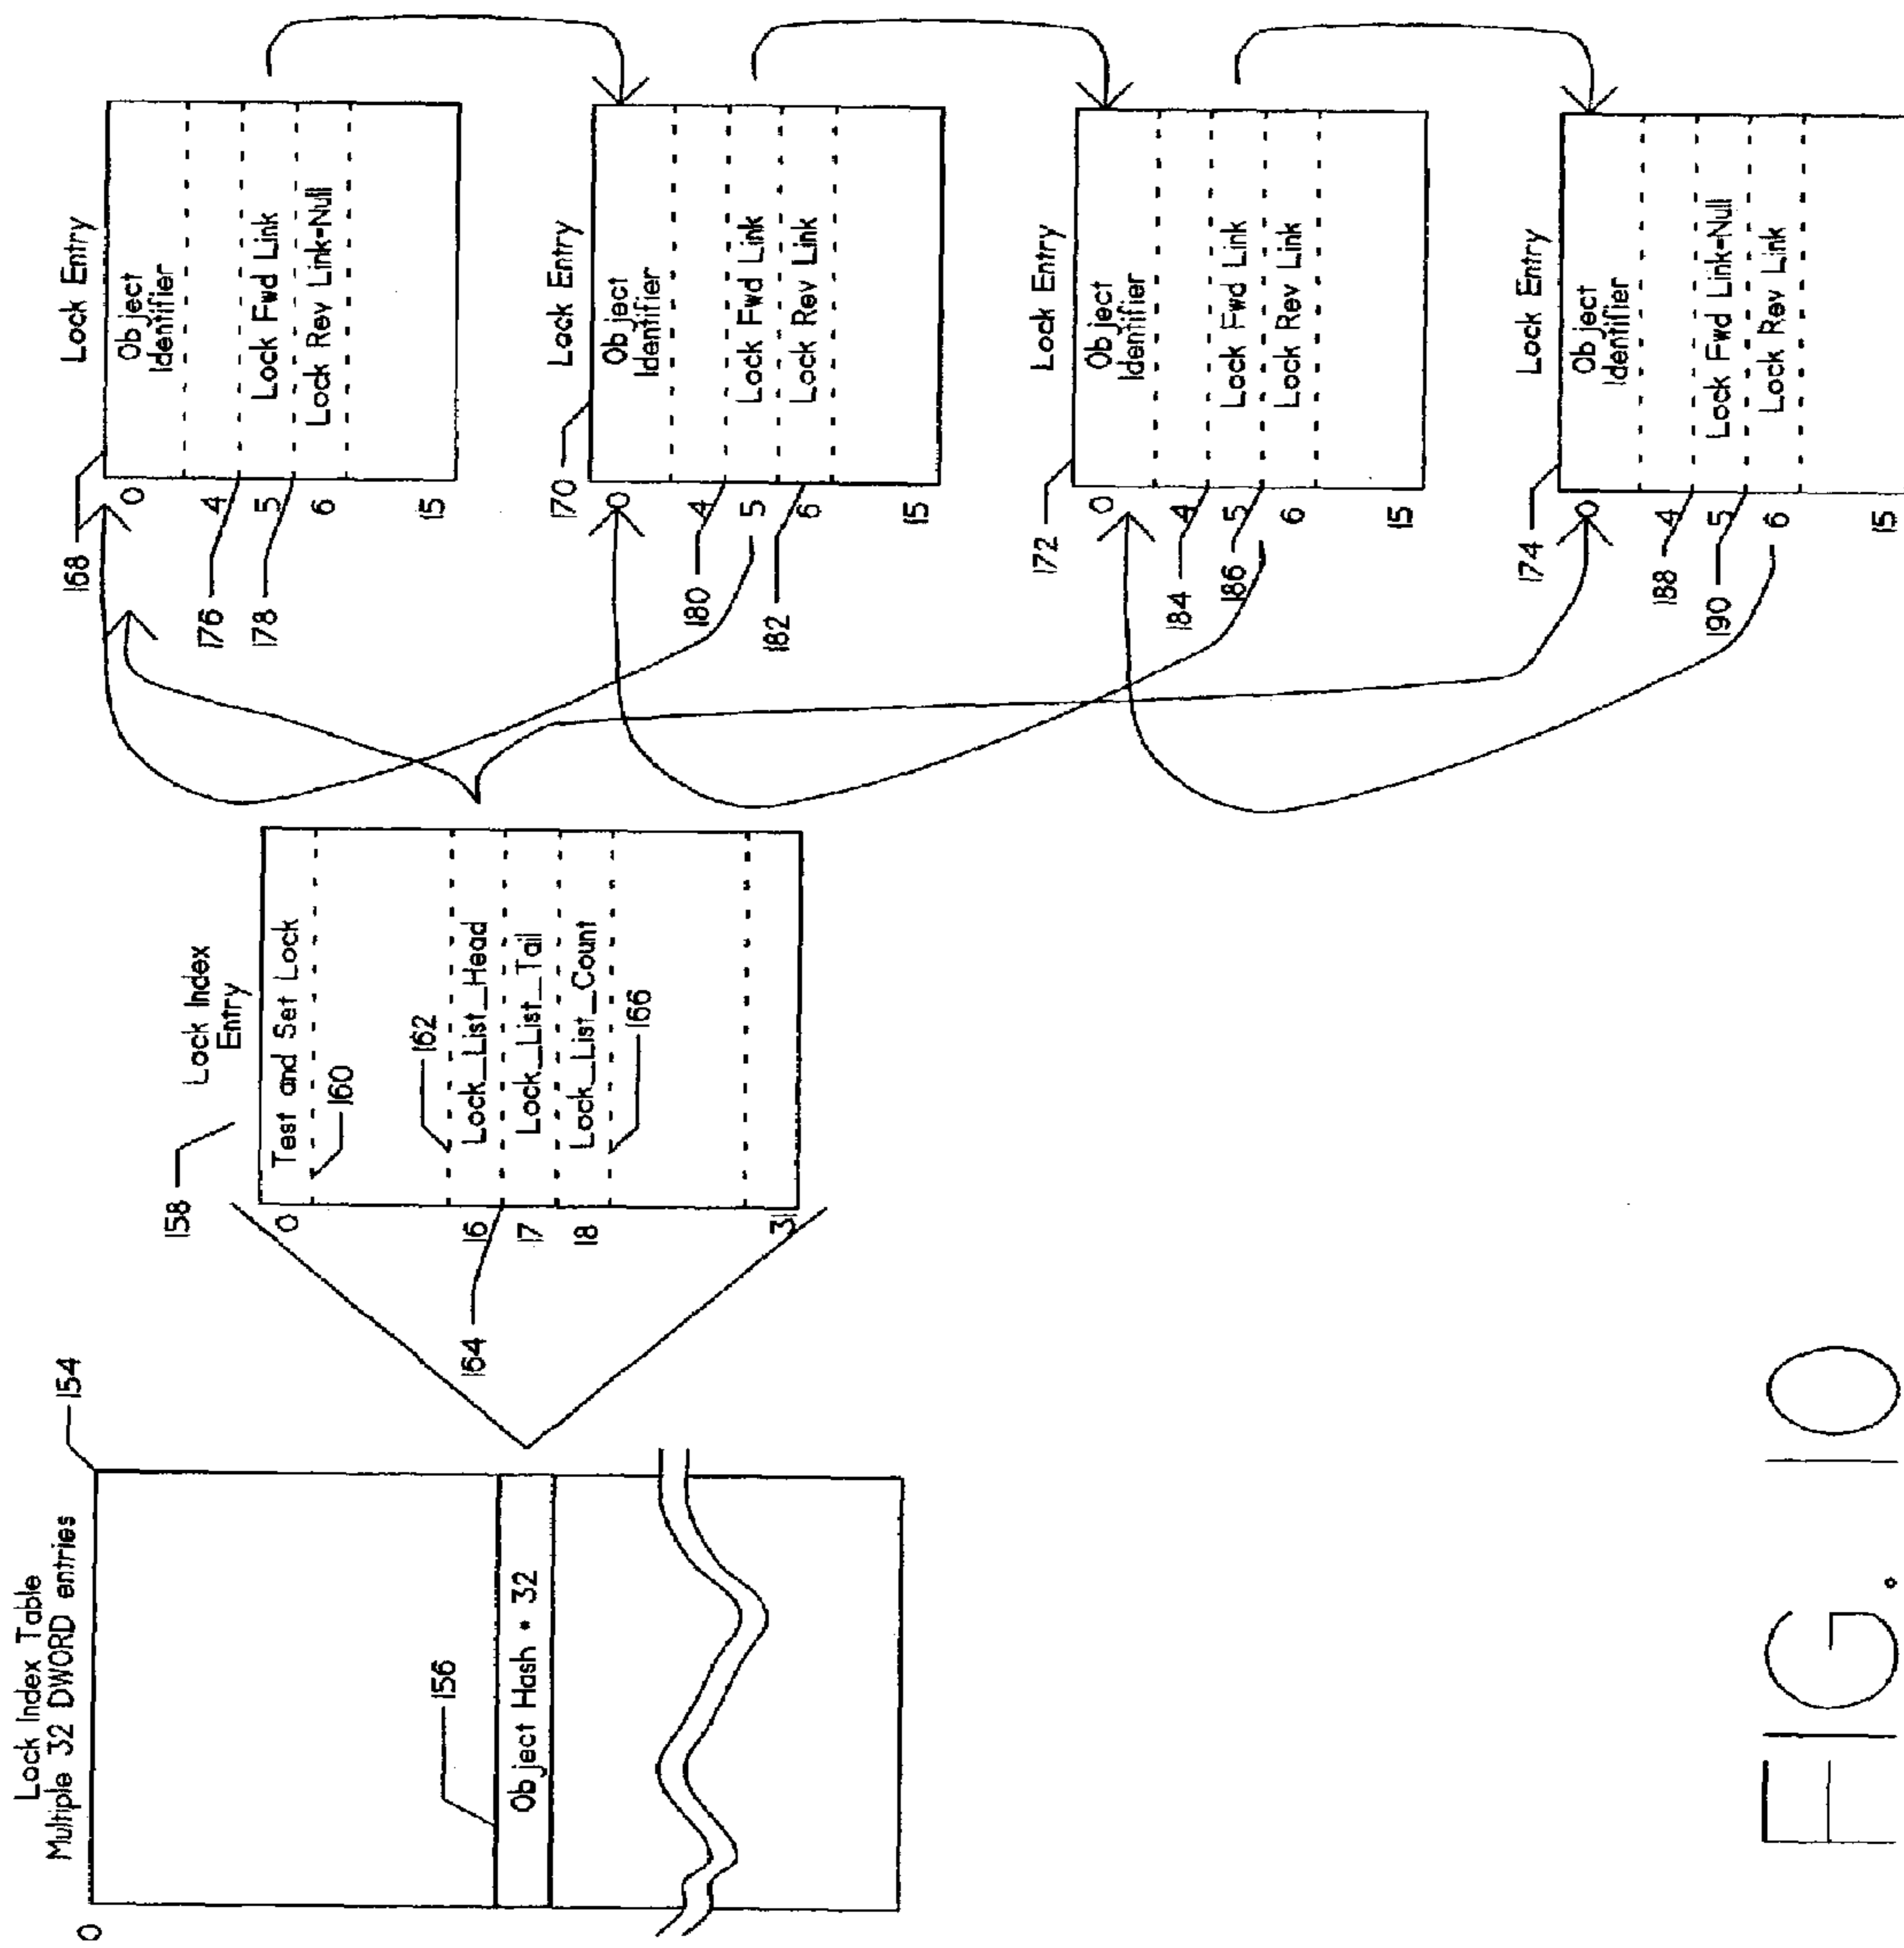 Lock Index Table
Multiple 32 DWORD entries
0
154
156
Object Hash * 32
158
Lock Index
Entry
0
Test and Set Lock
160
162
16
Lock_List_Head
164
17
Lock_List_Tail
18
Lock_List_Count
166
31
168
Lock Entry
0
Object
Identifier
4
176
5
Lock Fwd Link
178
6
Lock Rev Link=Null
15
170
Lock Entry
0
Object
Identifier
4
180
5
Lock Fwd Link
182
6
Lock Rev Link
15
172
Lock Entry
0
Object
Identifier
4
184
5
Lock Fwd Link
186
6
Lock Rev Link
15
174
Lock Entry
0
Object
Identifier
4
188
5
Lock Fwd Link=Null
190
6
Lock Rev Link
15
FIG. 10